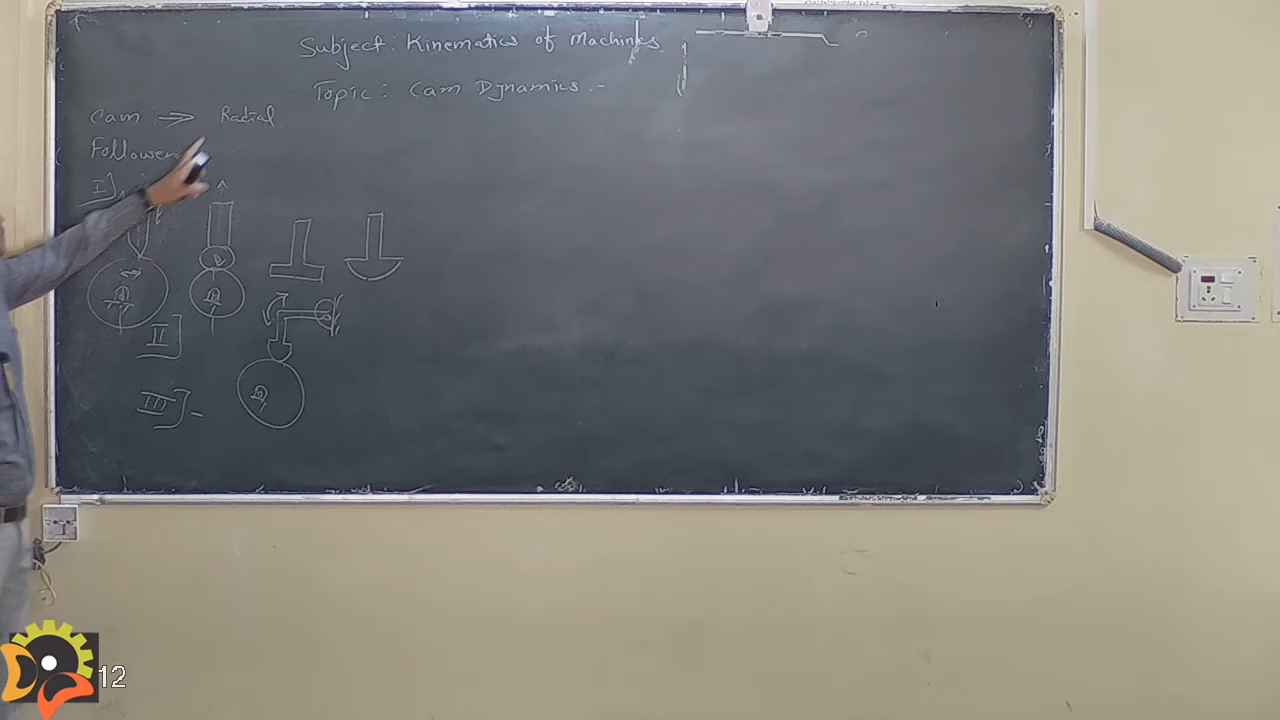 Subject: Kinematics of Machines
Topic: Cam Dynamics.-
Cam → Radial
Follower
I]
II]
III]-
12